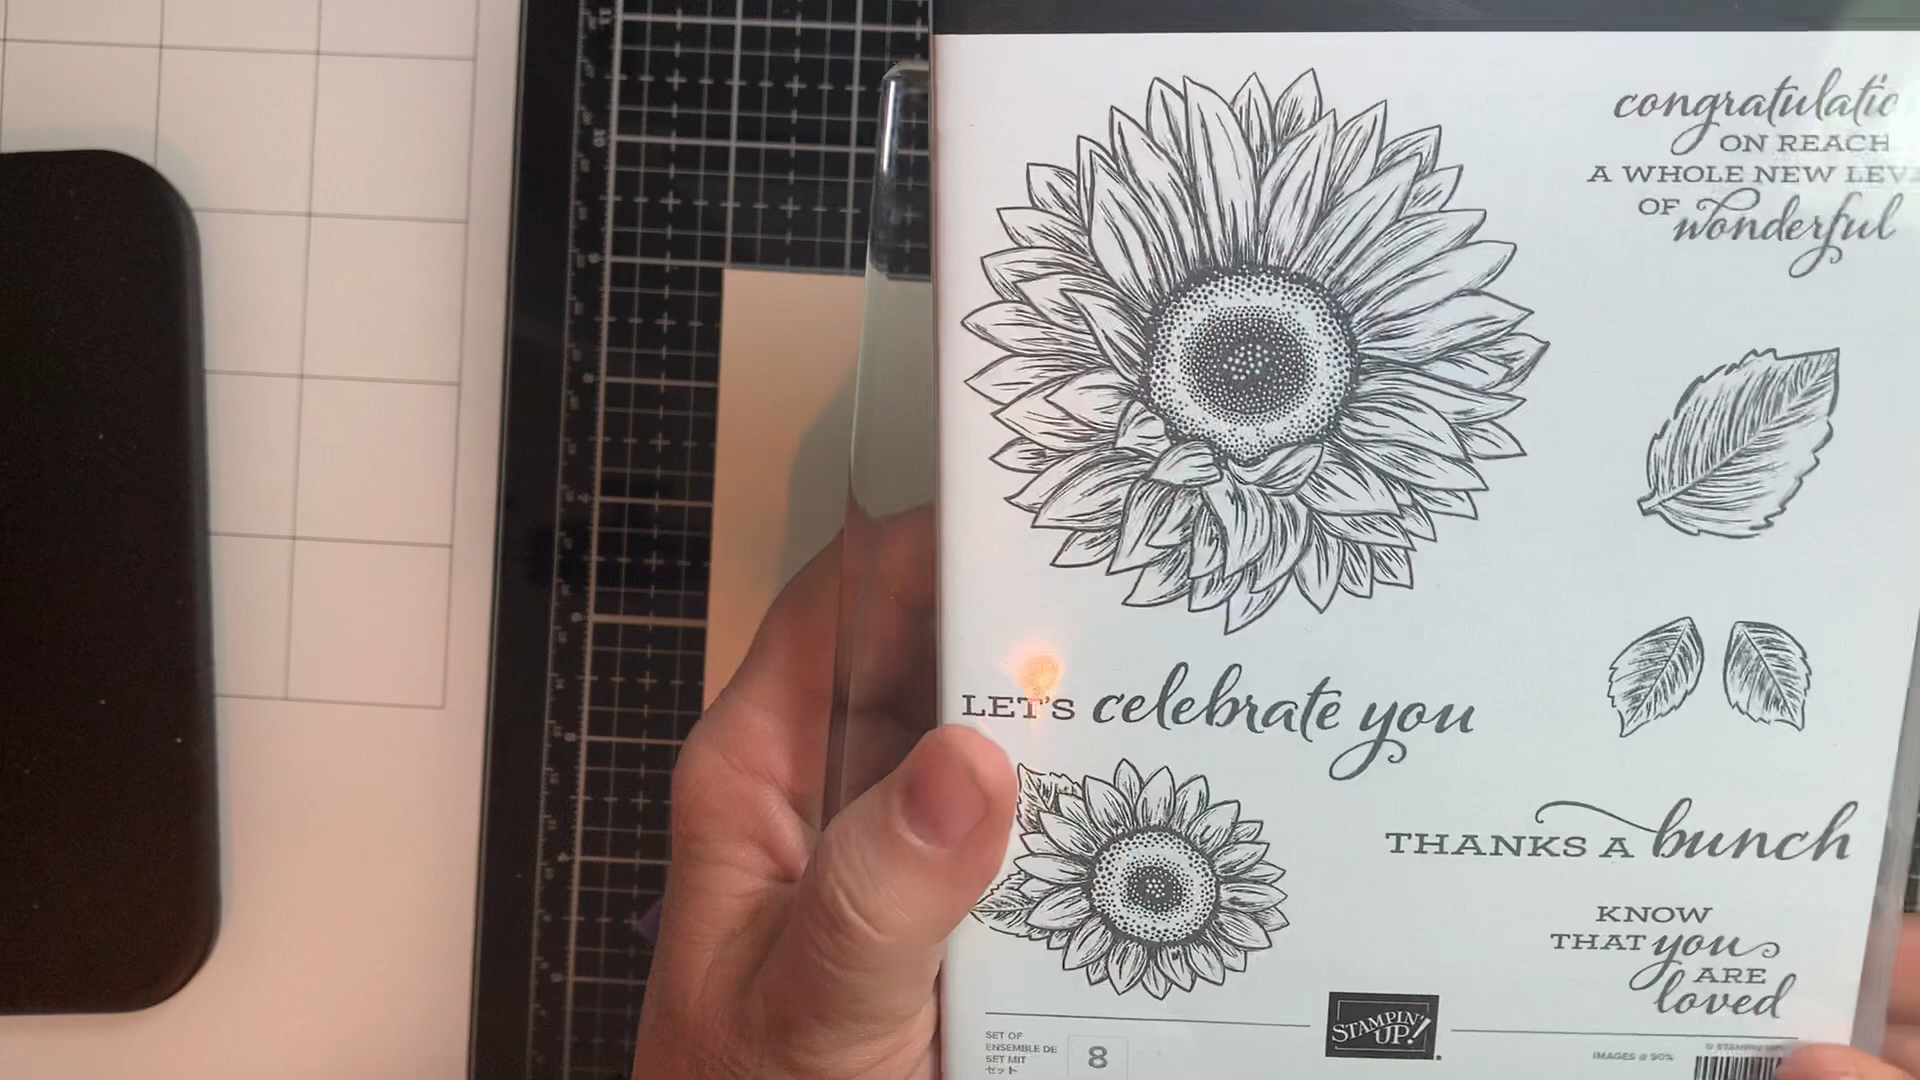 congratulatio
ON REACH
A WHOLE NEW LEV
OF wonderful
LET'S celebrate you
THANKS A bunch
KNOW
THAT you
ARE
loved
SET OF
ENSEMBLE DE
SET MIT
セット
8
STAMPIN' UP!
IMAGES @ 90%